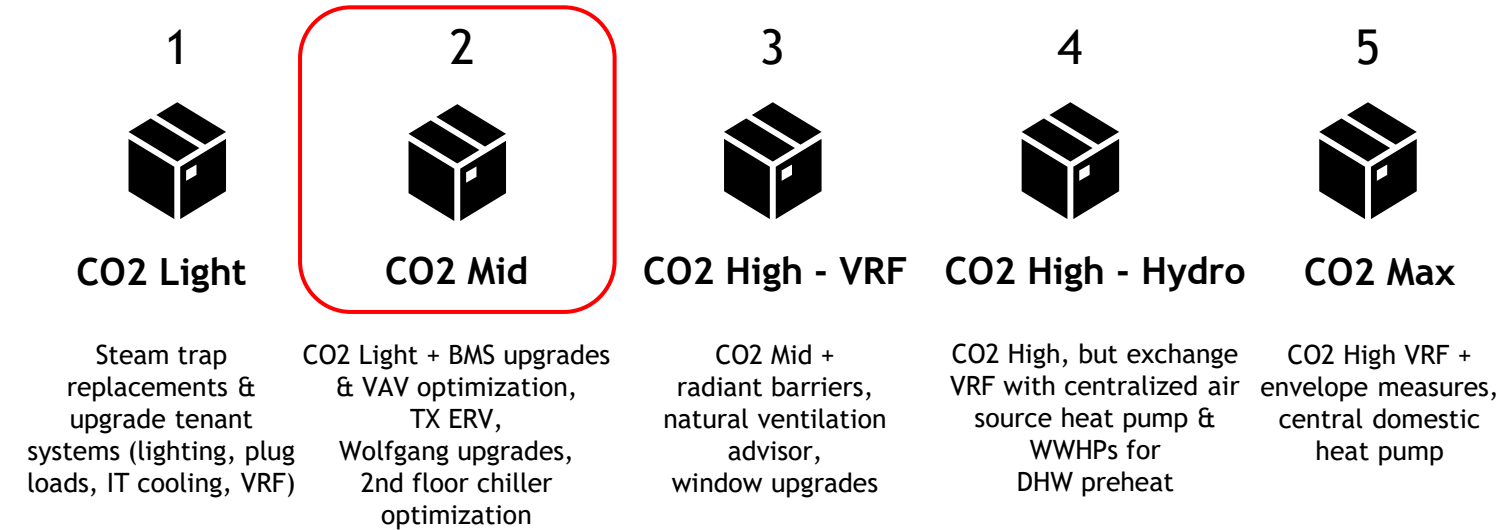 1
2
3
4
5
CO2 Light
CO2 Mid
CO2 High - VRF
CO2 High - Hydro
CO2 Max
Steam trap
replacements &
upgrade tenant
systems (lighting, plug
loads, IT cooling, VRF)
CO2 Light + BMS upgrades
& VAV optimization,
TX ERV,
Wolfgang upgrades,
2nd floor chiller
optimization
CO2 Mid +
radiant barriers,
natural ventilation
advisor,
window upgrades
CO2 High, but exchange
VRF with centralized air
source heat pump &
WWHPs for
DHW preheat
CO2 High VRF +
envelope measures,
central domestic
heat pump